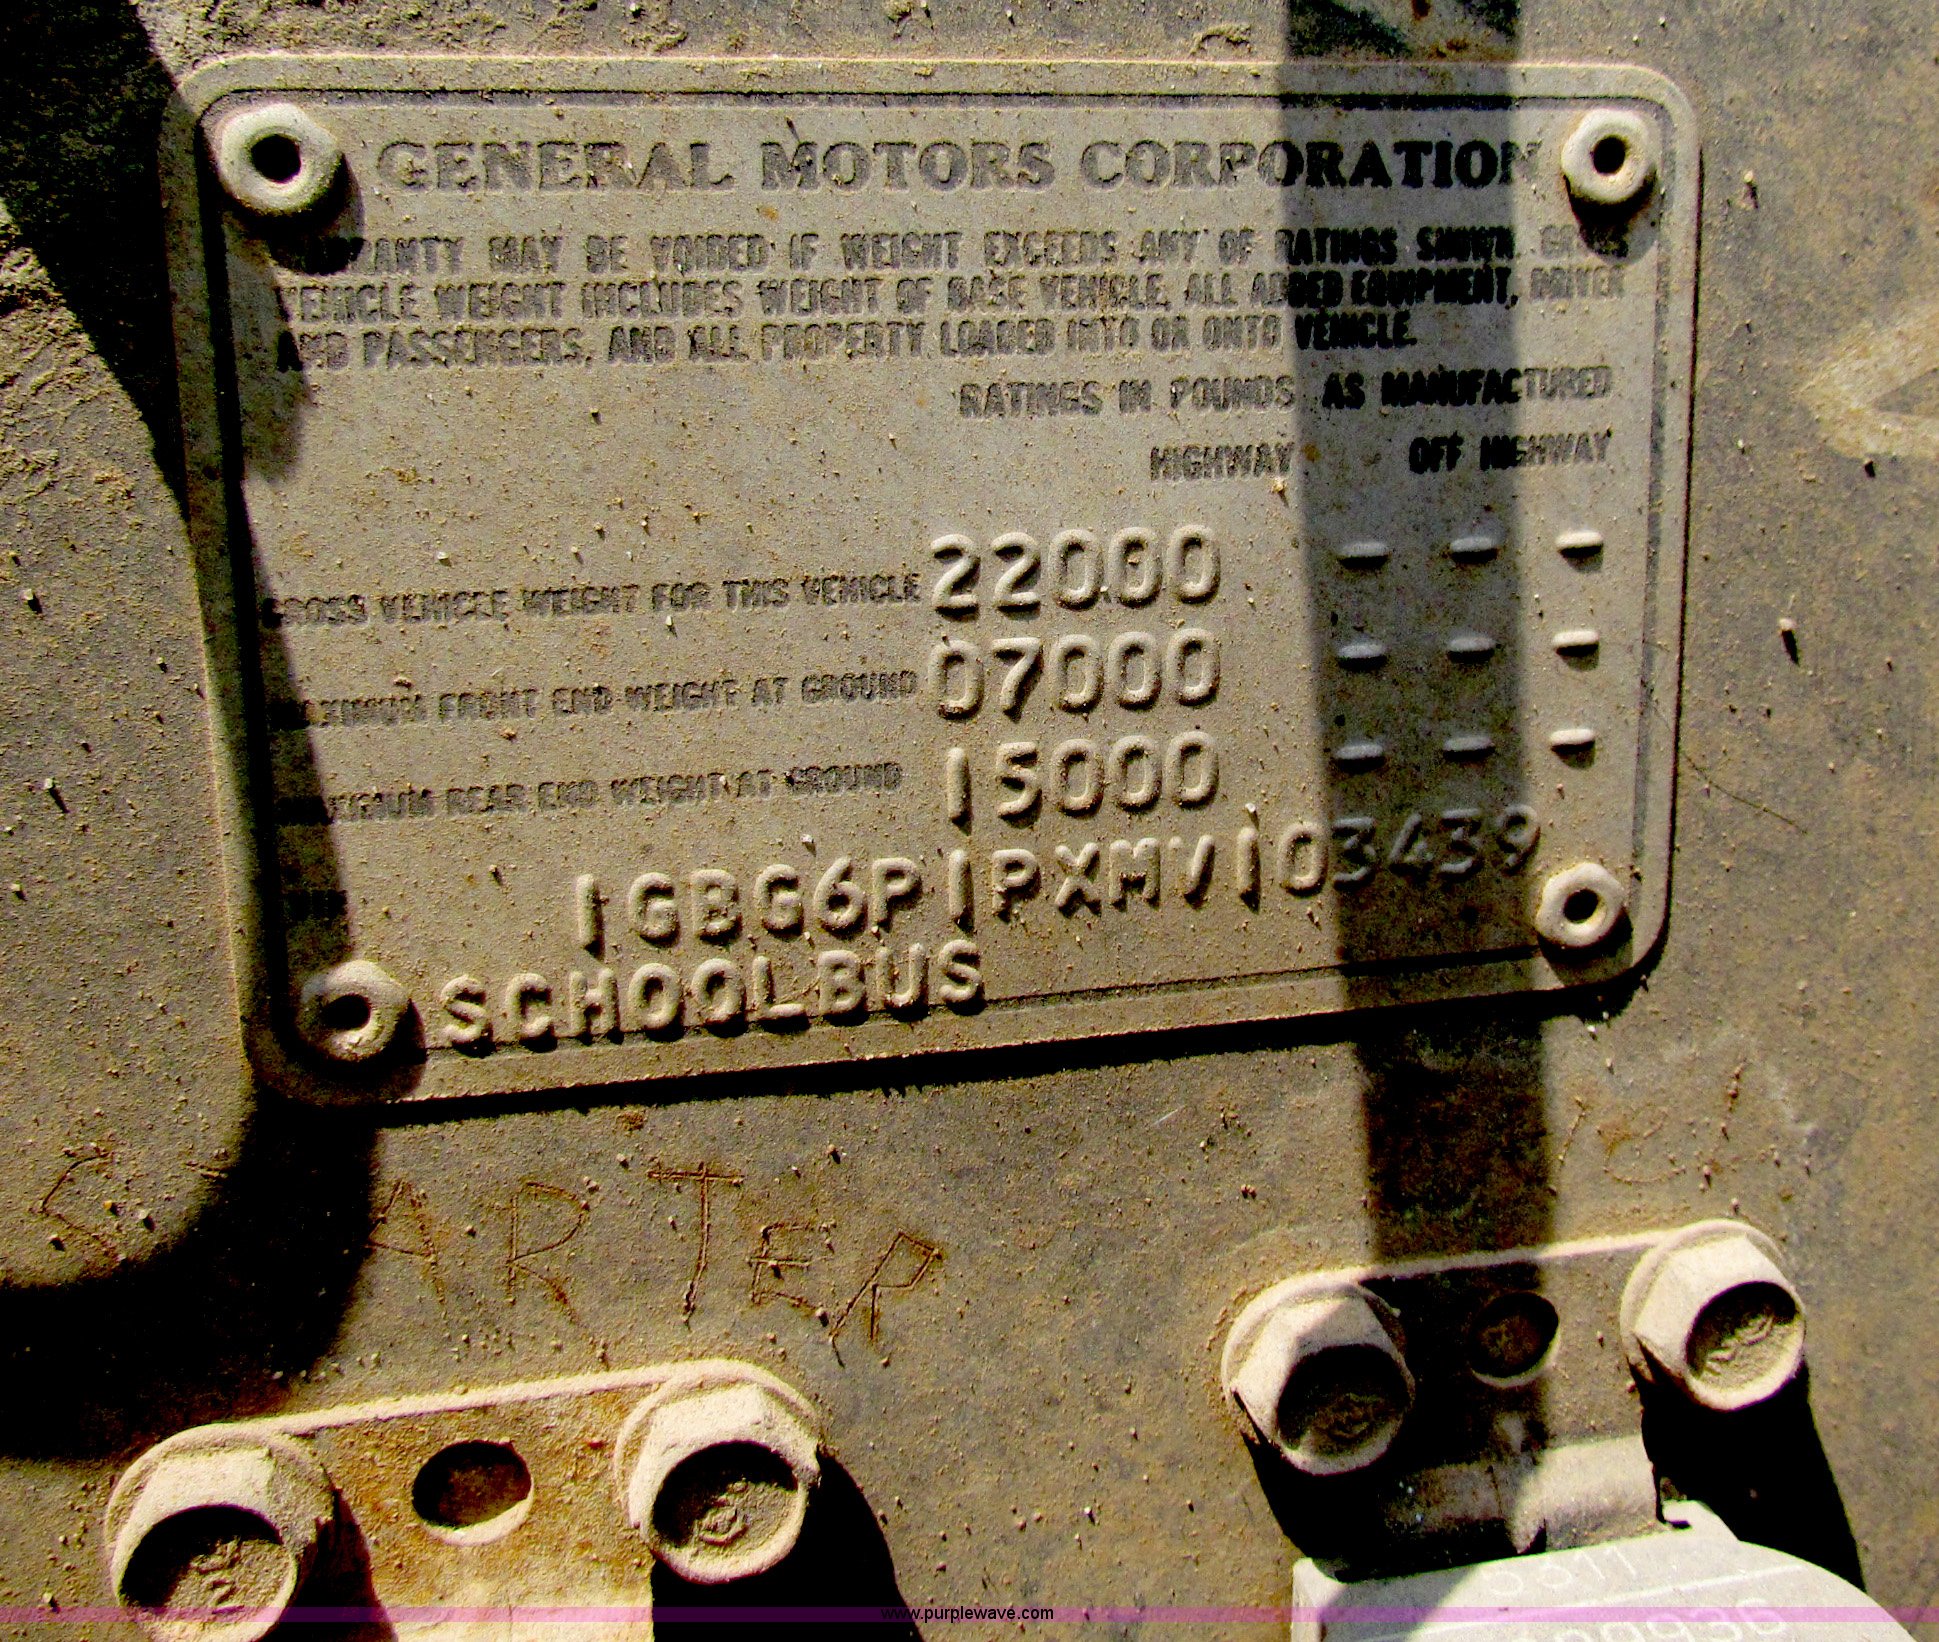 GENERAL MOTORS CORPORATION
WARRANTY MAY BE VOIDED IF WEIGHT EXCEEDS ANY OF RATINGS SHOWN. GROSS
VEHICLE WEIGHT INCLUDES WEIGHT OF BASE VEHICLE, ALL ADDED EQUIPMENT, DRIVER
AND PASSENGERS, AND ALL PROPERTY LOADED INTO OR ONTO VEHICLE.
RATINGS IN POUNDS AS MANUFACTURED
HIGHWAY OFF HIGHWAY
GROSS VEHICLE WEIGHT FOR THIS VEHICLE 22000 - - -
MAXIMUM FRONT END WEIGHT AT GROUND 07000 - - -
MAXIMUM REAR END WEIGHT AT GROUND 15000 - - -
1GBG6P1PXMV103439
SCHOOLBUS
STARTER
www.purplewave.com